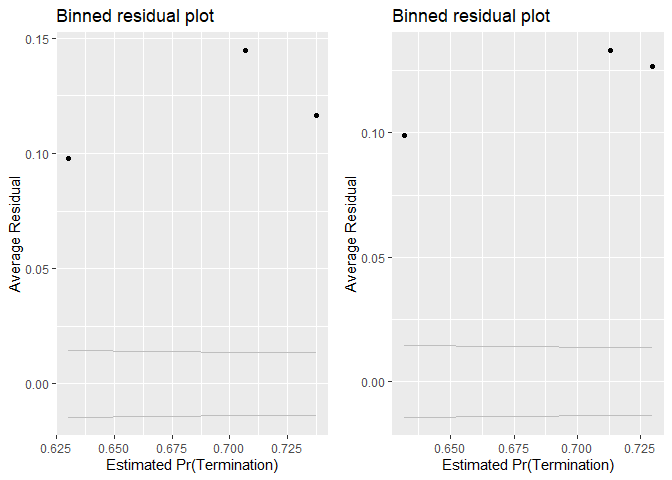 Binned residual plot
0.15
0.10
0.05
0.00
Average Residual
0.625 0.650 0.675 0.700 0.725
Estimated Pr(Termination)
Binned residual plot
0.10
0.05
0.00
Average Residual
0.650 0.675 0.700 0.725
Estimated Pr(Termination)